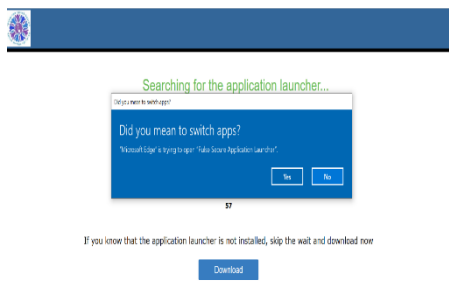 Searching for the application launcher...
Did you mean to switch apps?
Did you mean to switch apps?
"Microsoft Edge" is trying to open "Fake Secure Application Launcher".
Yes No
57
If you know that the application launcher is not installed, skip the wait and download now
Download